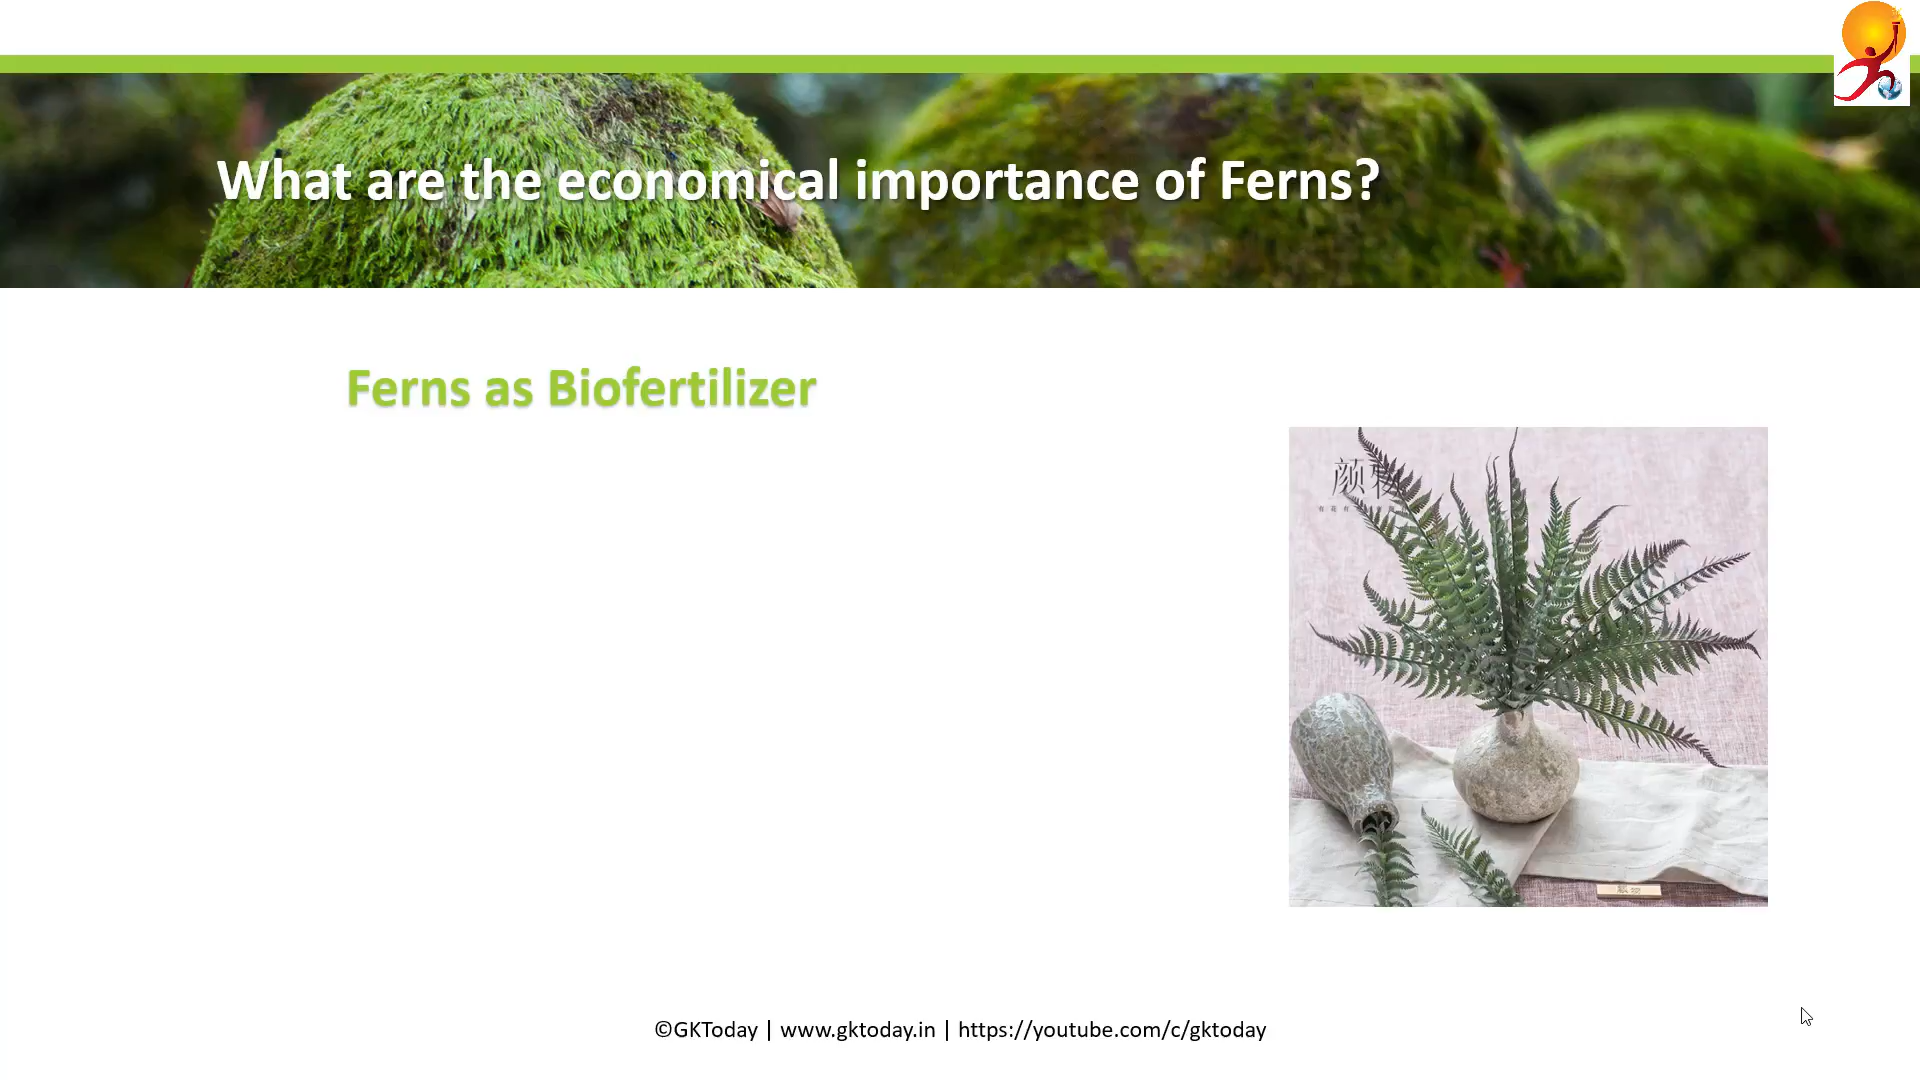 What are the economical importance of Ferns?
Ferns as Biofertilizer
颜物
©GKToday | www.gktoday.in | https://youtube.com/c/gktoday